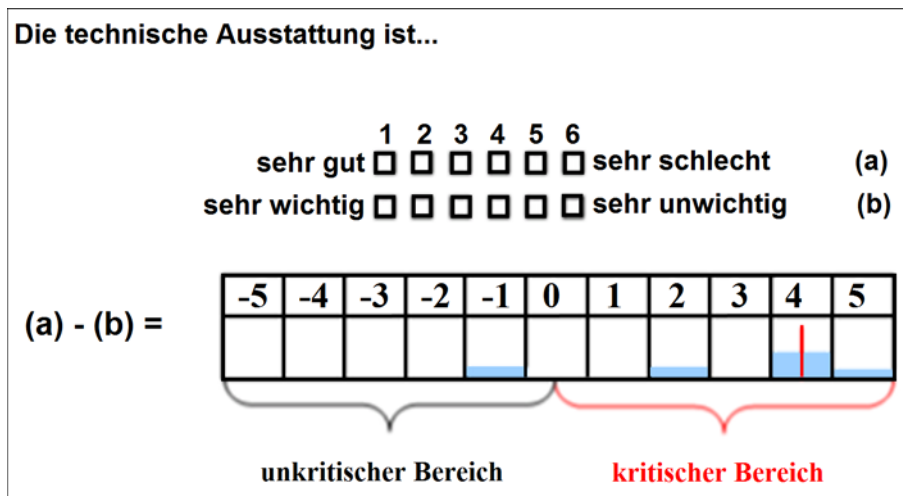 Die technische Ausstattung ist...
1 2 3 4 5 6
sehr gut sehr schlecht (a)
sehr wichtig sehr unwichtig (b)
-5 -4 -3 -2 -1 0 1 2 3 4 5
(a) - (b) =
unkritischer Bereich kritischer Bereich